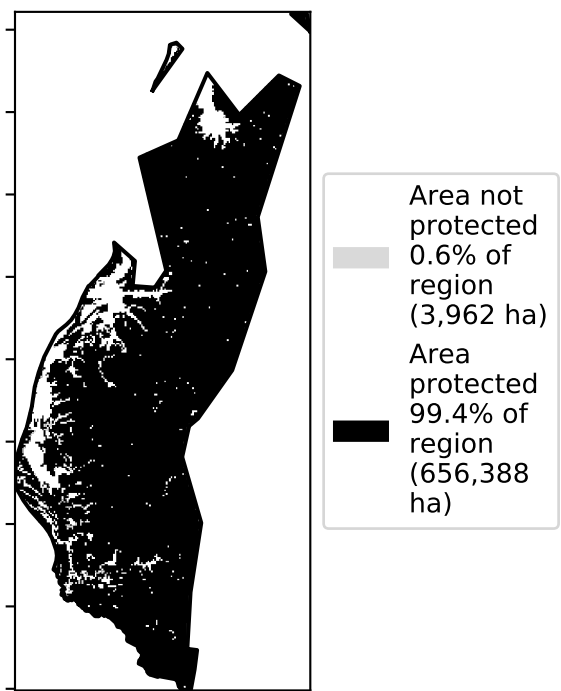 Area not
protected
0.6% of
region
(3,962 ha)
Area
protected
99.4% of
region
(656,388
ha)